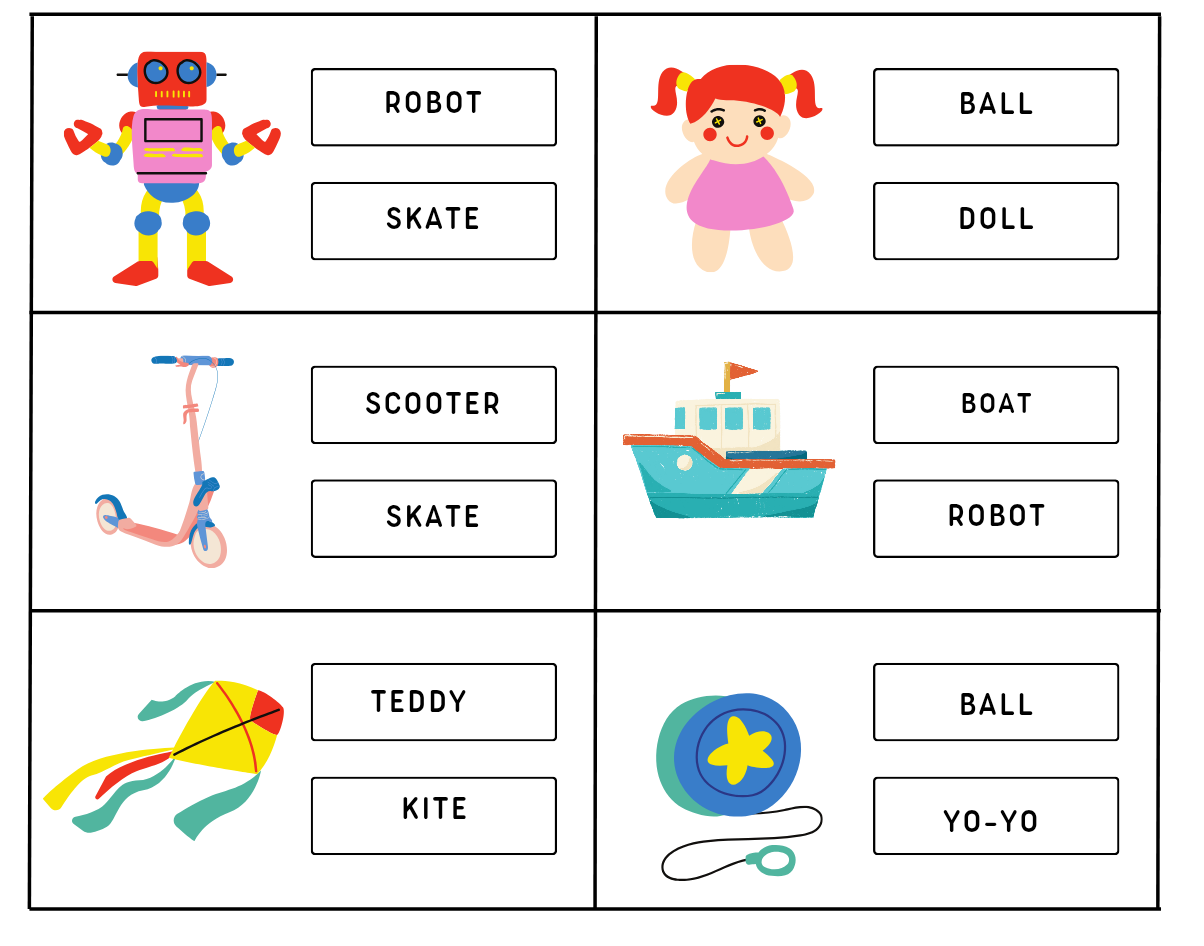 ROBOT
SKATE
BALL
DOLL
SCOOTER
SKATE
BOAT
ROBOT
TEDDY
KITE
BALL
YO-YO